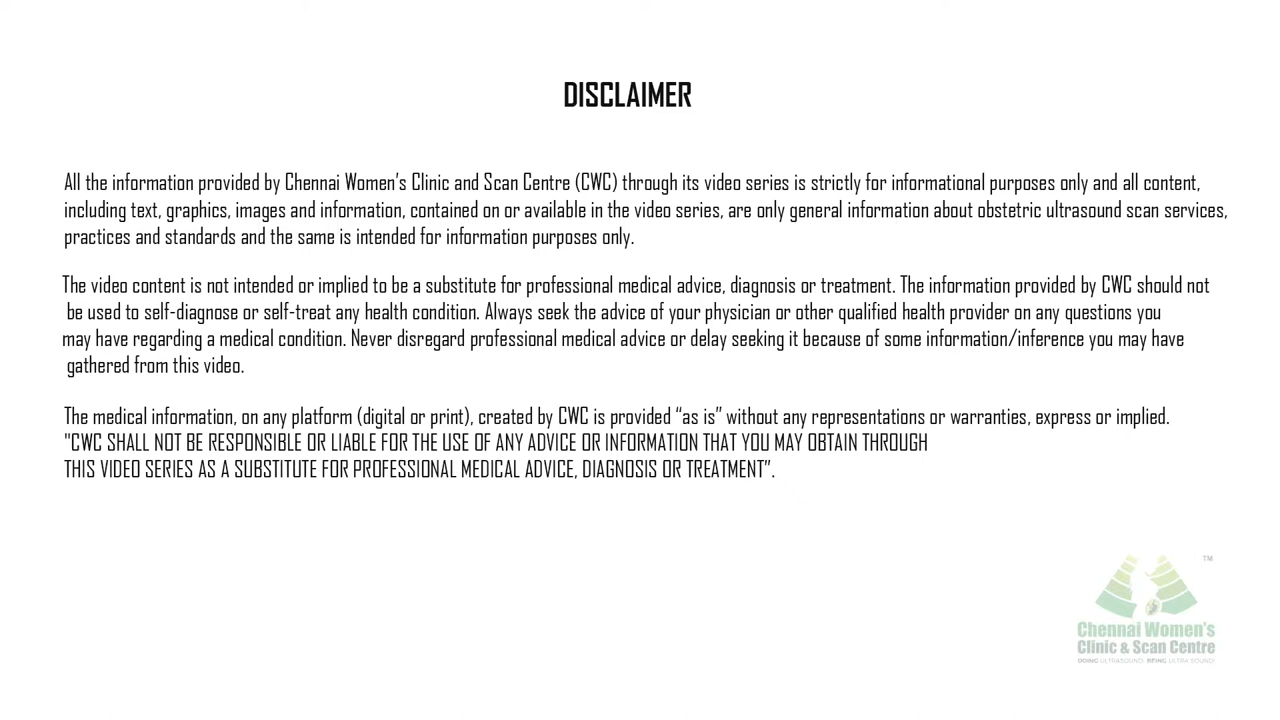 DISCLAIMER
All the information provided by Chennai Women's Clinic and Scan Centre (CWC) through its video series is strictly for informational purposes only and all content,
including text, graphics, images and information, contained on or available in the video series, are only general information about obstetric ultrasound scan services,
practices and standards and the same is intended for information purposes only.
The video content is not intended or implied to be a substitute for professional medical advice, diagnosis or treatment. The information provided by CWC should not
be used to self-diagnose or self-treat any health condition. Always seek the advice of your physician or other qualified health provider on any questions you
may have regarding a medical condition. Never disregard professional medical advice or delay seeking it because of some information/inference you may have
gathered from this video.
The medical information, on any platform (digital or print), created by CWC is provided “as is” without any representations or warranties, express or implied.
"CWC SHALL NOT BE RESPONSIBLE OR LIABLE FOR THE USE OF ANY ADVICE OR INFORMATION THAT YOU MAY OBTAIN THROUGH
THIS VIDEO SERIES AS A SUBSTITUTE FOR PROFESSIONAL MEDICAL ADVICE, DIAGNOSIS OR TREATMENT”.
TM
Chennai Women's
Clinic & Scan Centre
DOING ULTRASOUND, BEING ULTRA SOUND!